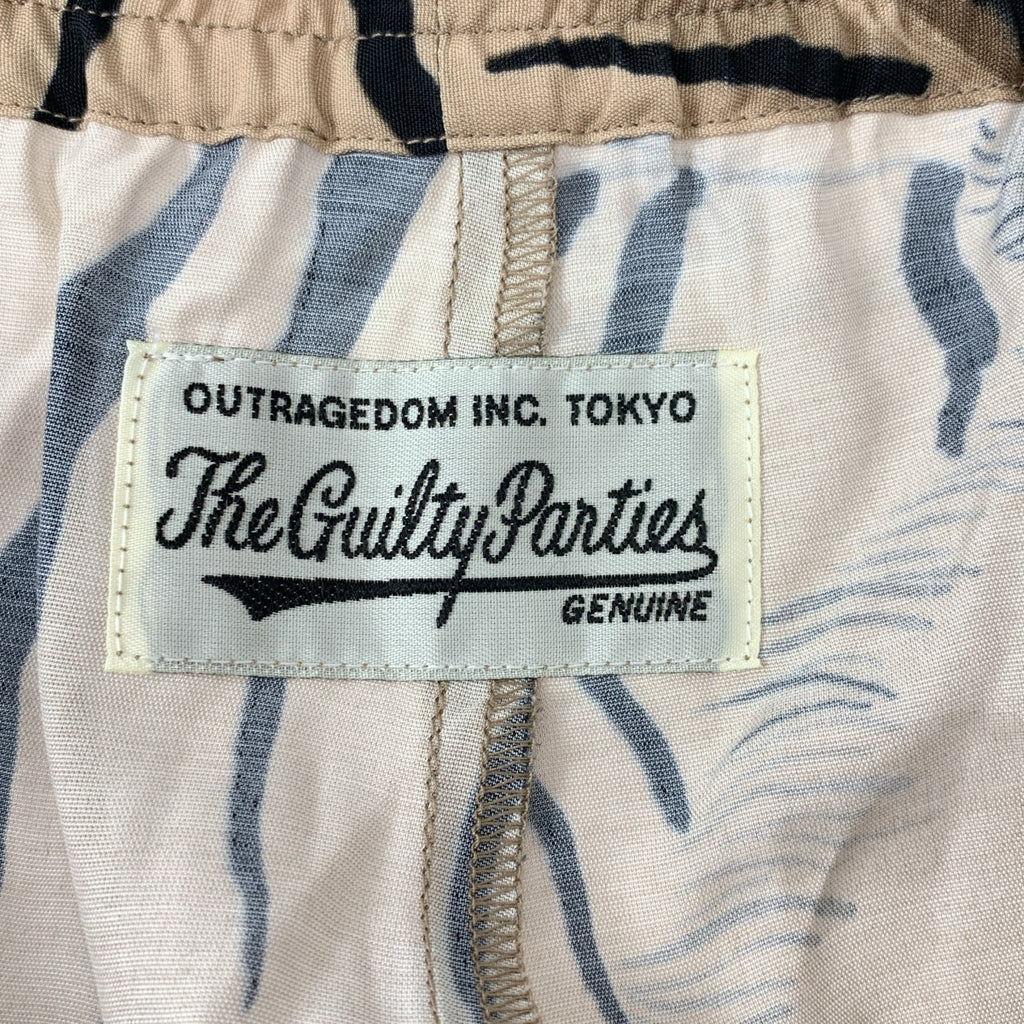 OUTRAGEDOM INC. TOKYO
The Guilty Parties
GENUINE